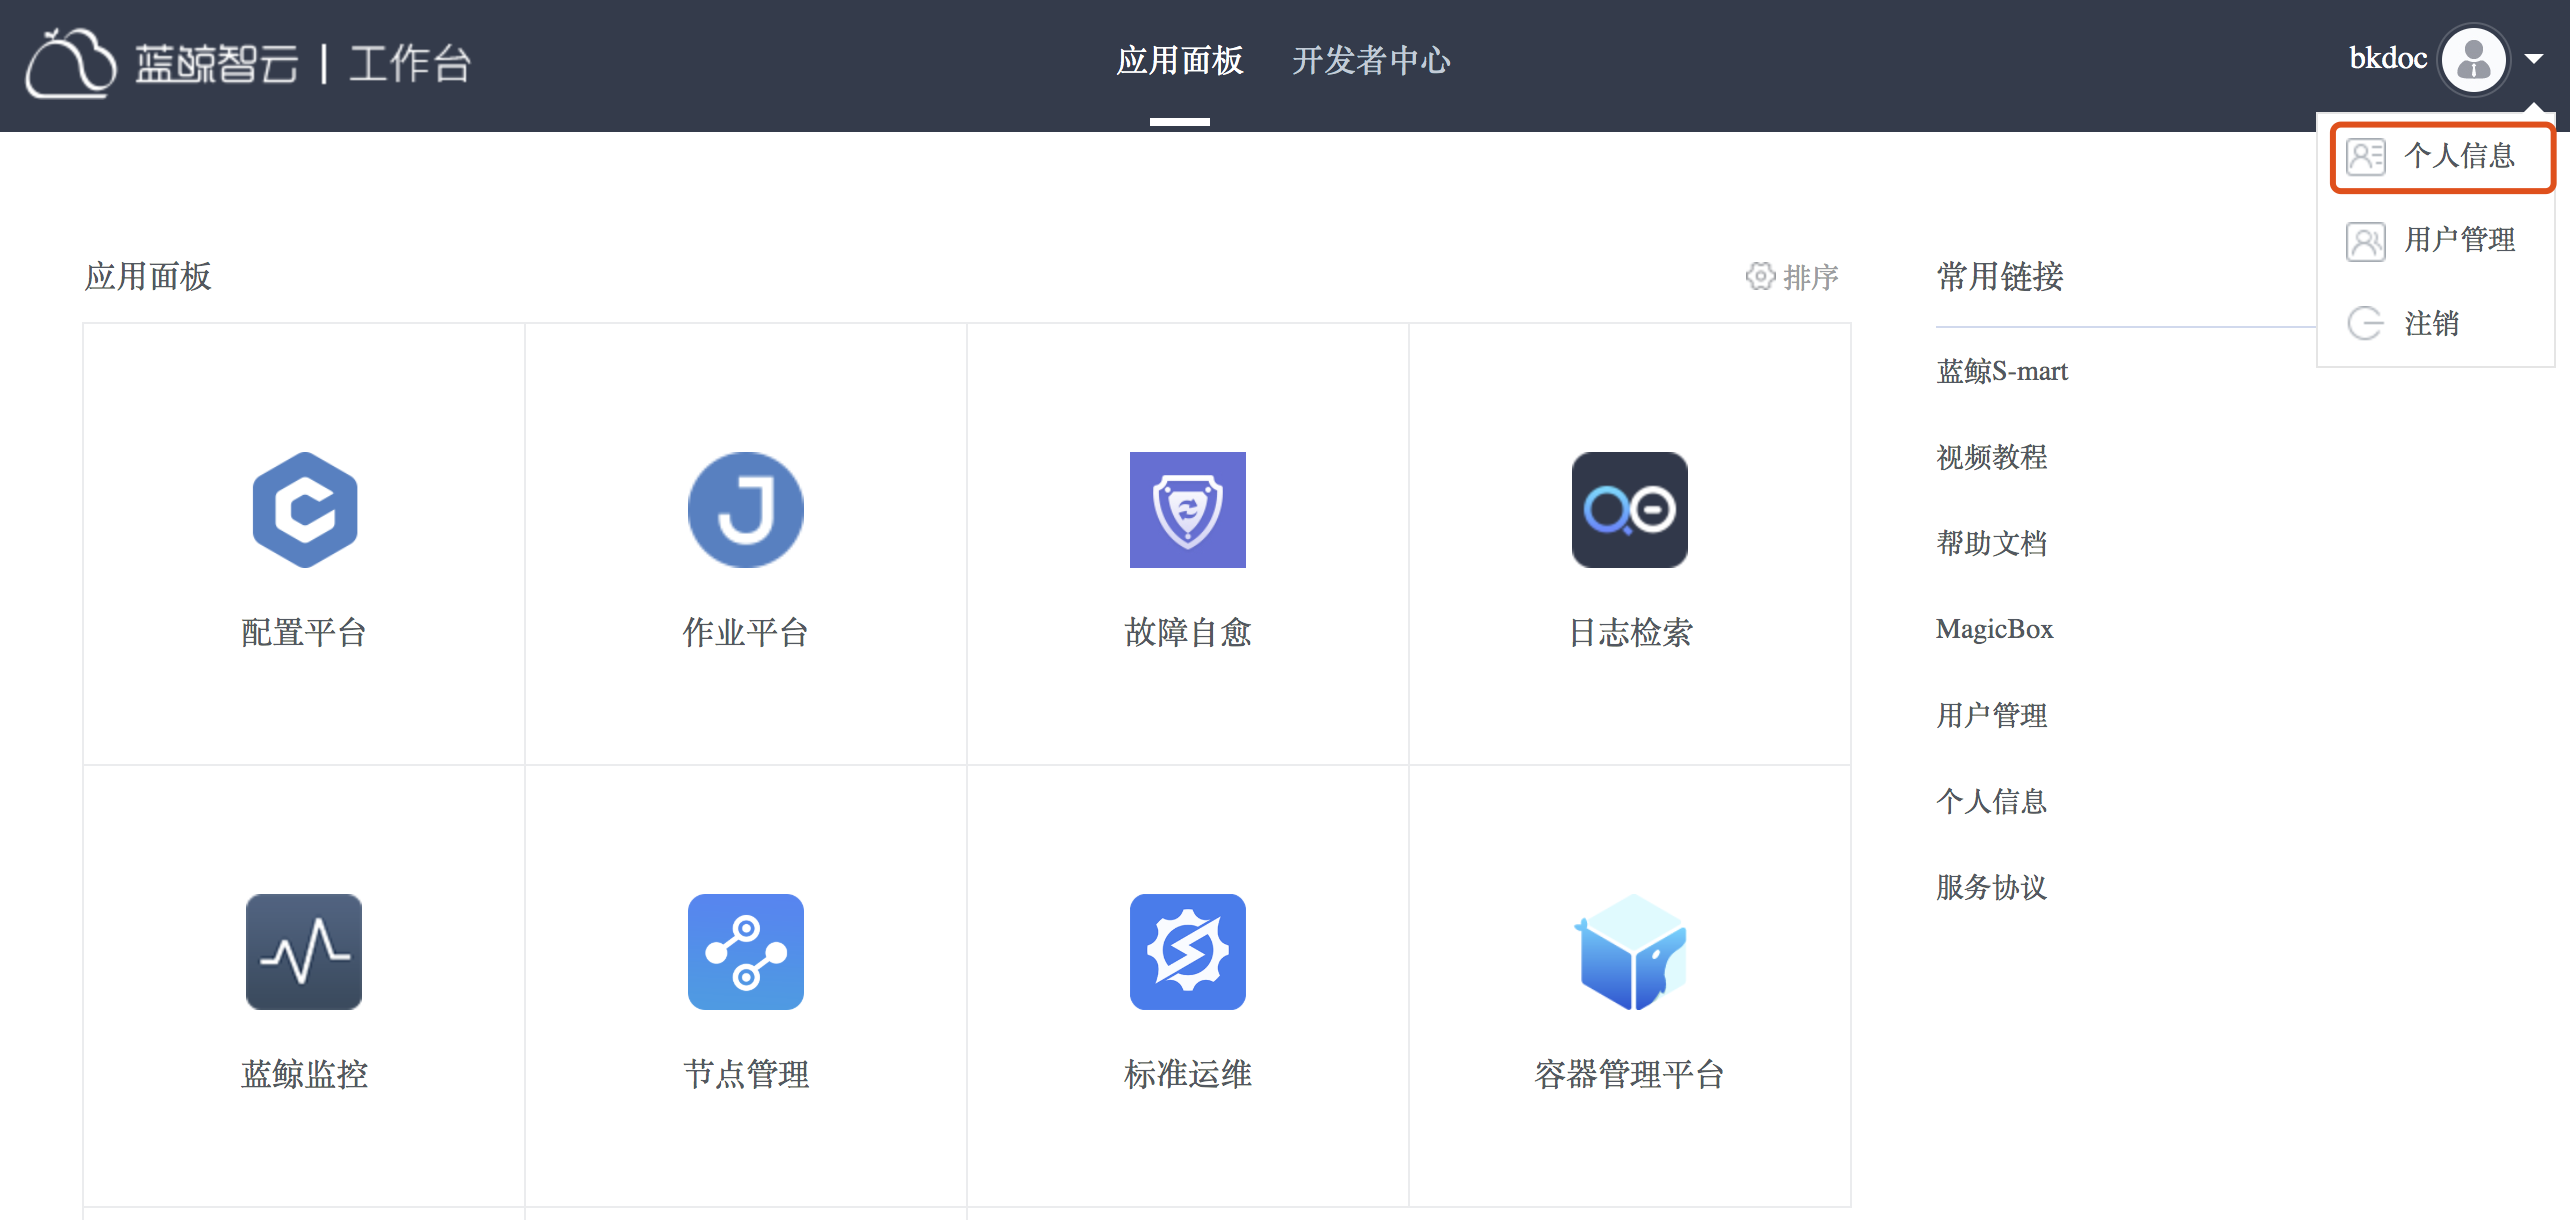 蓝鲸智云 | 工作台
应用面板
开发者中心
bkdoc
个人信息
用户管理
注销
应用面板
排序
配置平台
作业平台
故障自愈
日志检索
蓝鲸监控
节点管理
标准运维
容器管理平台
常用链接
蓝鲸S-mart
视频教程
帮助文档
MagicBox
用户管理
个人信息
服务协议